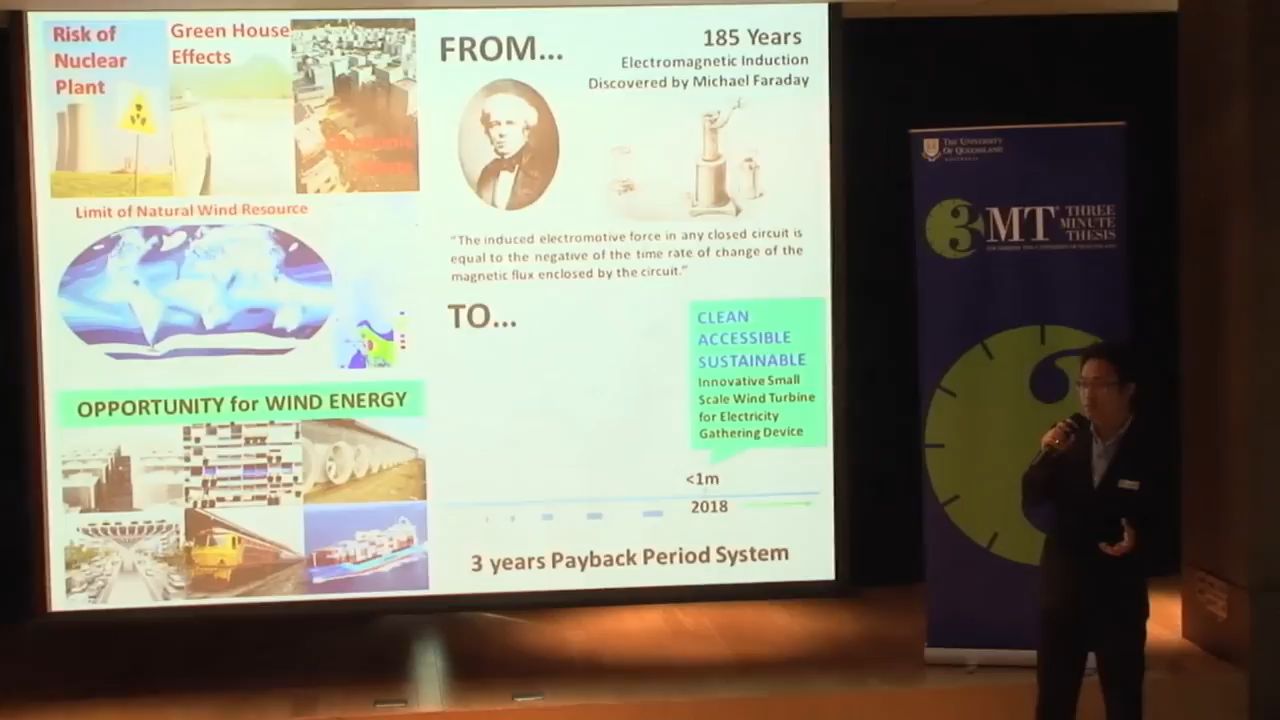 Risk of
Nuclear
Plant
Green House
Effects
Limit of Natural Wind Resource
OPPORTUNITY for WIND ENERGY
FROM...
185 Years
Electromagnetic Induction
Discovered by Michael Faraday
"The induced electromotive force in any closed circuit is
equal to the negative of the time rate of change of the
magnetic flux enclosed by the circuit."
TO...
CLEAN
ACCESSIBLE
SUSTAINABLE
Innovative Small
Scale Wind Turbine
for Electricity
Gathering Device
<1m
2018
3 years Payback Period System
THE UNIVERSITY
OF QUEENSLAND
3MT THREE
MINUTE
THESIS